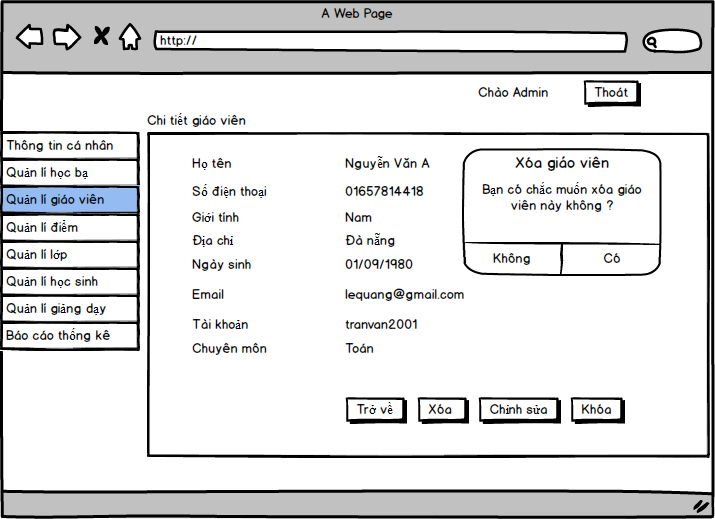 A Web Page
http://
Chào Admin
Thoát
Chi tiết giáo viên
Thông tin cá nhân
Quản lí học bạ
Quản lí giáo viên
Quản lí điểm
Quản lí lớp
Quản lí học sinh
Quản lí giảng dạy
Báo cáo thống kê
Họ tên Nguyễn Văn A
Số điện thoại 01657814418
Giới tính Nam
Địa chỉ Đà nẵng
Ngày sinh 01/09/1980
Email lequang@gmail.com
Tài khoản tranvan2001
Chuyên môn Toán
Xóa giáo viên
Bạn có chắc muốn xóa giáo
viên này không ?
Không Có
Trở về Xóa Chỉnh sửa Khóa